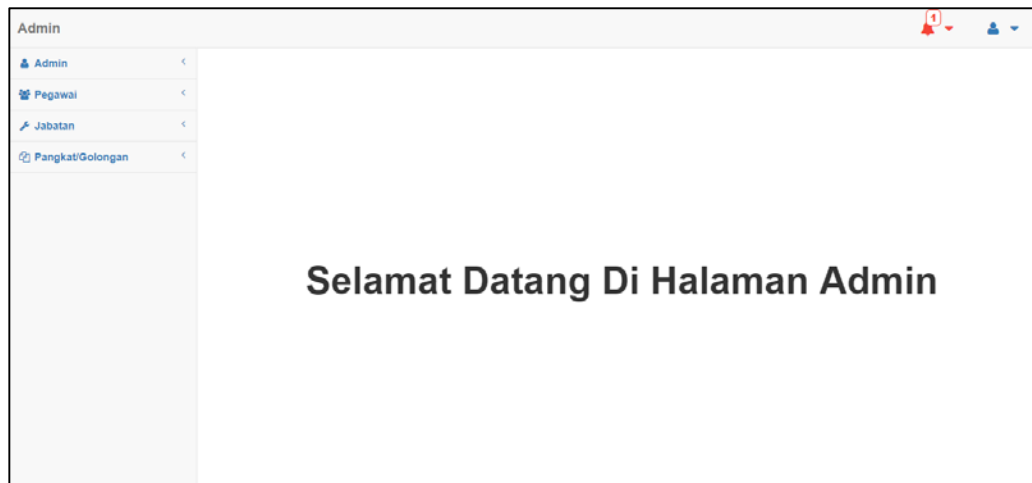 Admin
1
Admin
Pegawai
Jabatan
Pangkat/Golongan
Selamat Datang Di Halaman Admin